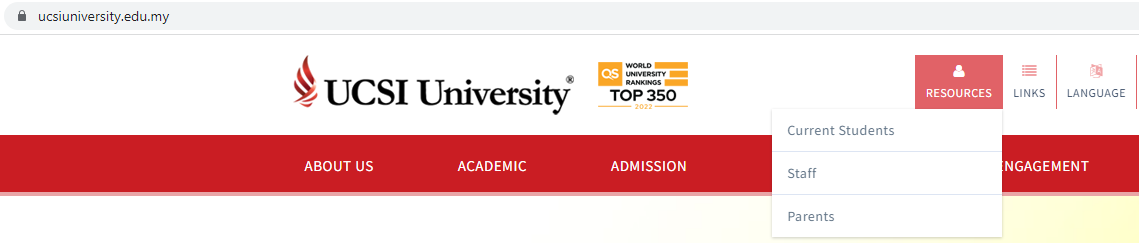 ucsiuniversity.edu.my
UCSI University®
QS WORLD UNIVERSITY RANKINGS
TOP 350
2022
RESOURCES
LINKS
LANGUAGE
Current Students
Staff
Parents
ABOUT US
ACADEMIC
ADMISSION
NGAGEMENT